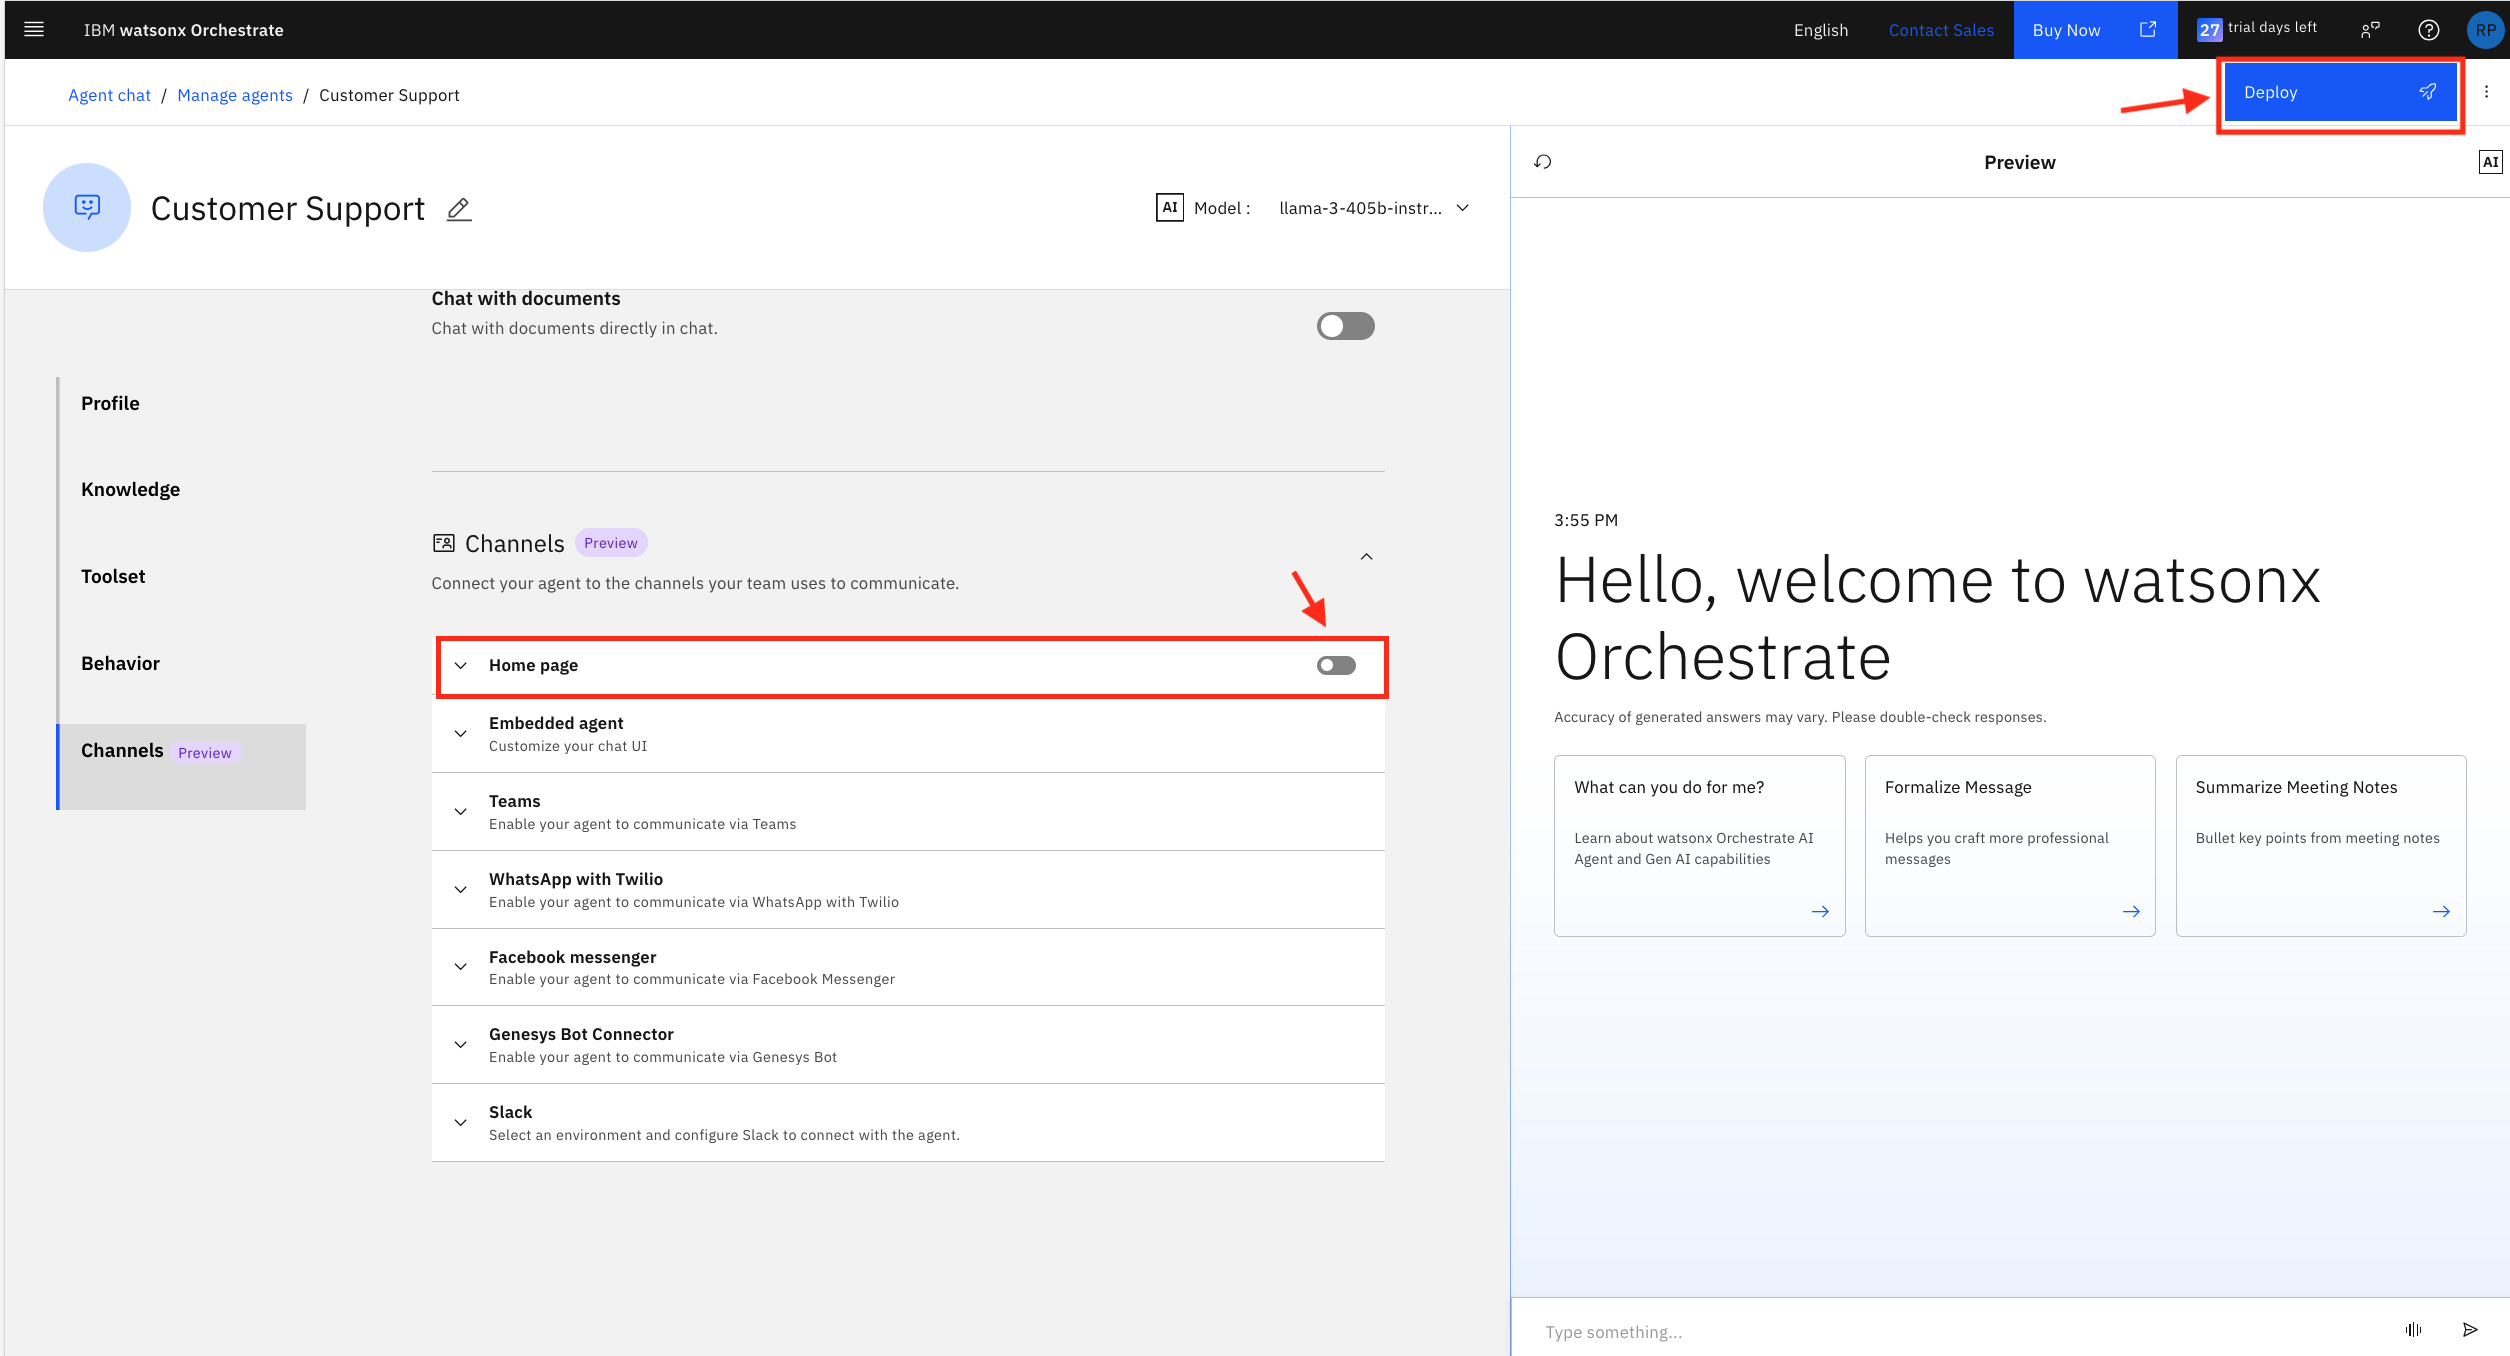 IBM watsonx Orchestrate
English
Contact Sales
Buy Now
27 trial days left
RP
Agent chat / Manage agents / Customer Support
Deploy
Customer Support
AI Model : llama-3-405b-instr...
Chat with documents
Chat with documents directly in chat.
Profile
Knowledge
Toolset
Behavior
Channels Preview
Channels Preview
Connect your agent to the channels your team uses to communicate.
Home page
Embedded agent
Customize your chat UI
Teams
Enable your agent to communicate via Teams
WhatsApp with Twilio
Enable your agent to communicate via WhatsApp with Twilio
Facebook messenger
Enable your agent to communicate via Facebook Messenger
Genesys Bot Connector
Enable your agent to communicate via Genesys Bot
Slack
Select an environment and configure Slack to connect with the agent.
Preview
AI
3:55 PM
Hello, welcome to watsonx
Orchestrate
Accuracy of generated answers may vary. Please double-check responses.
What can you do for me?
Learn about watsonx Orchestrate AI
Agent and Gen AI capabilities
Formalize Message
Helps you craft more professional
messages
Summarize Meeting Notes
Bullet key points from meeting notes
Type something...